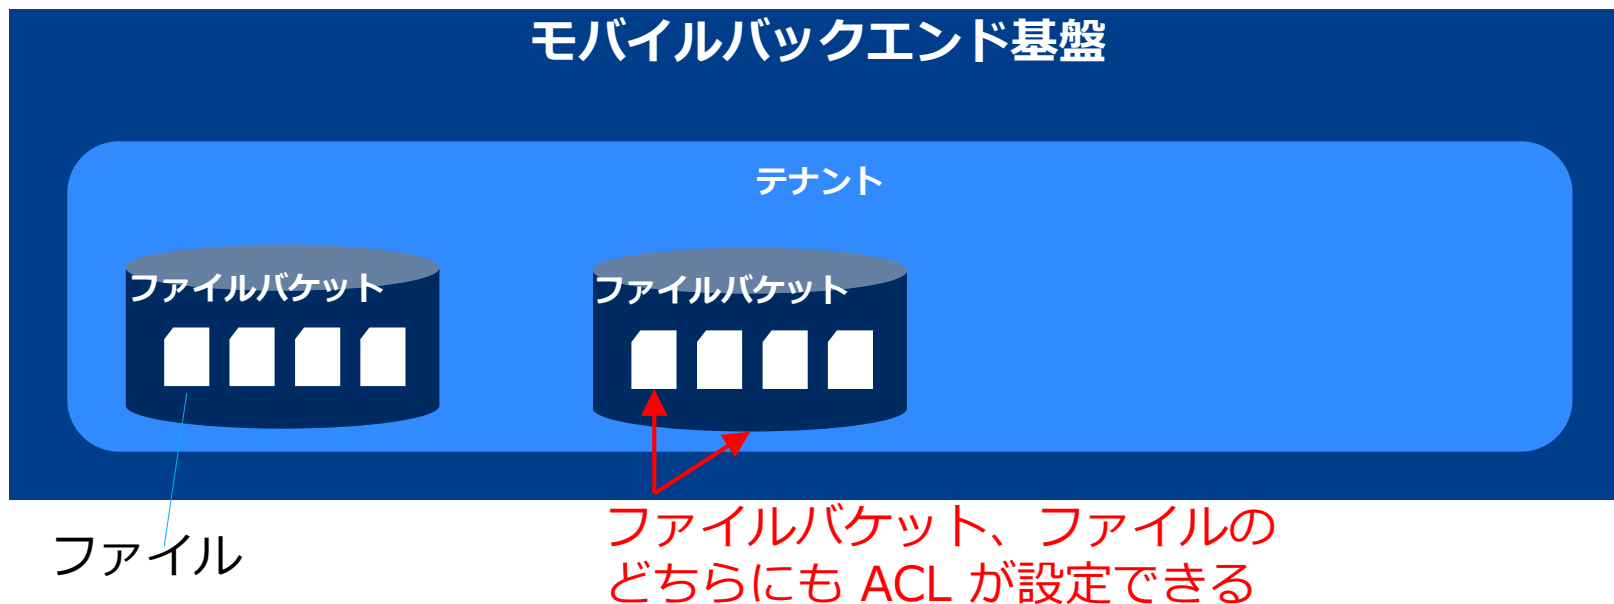 モバイルバックエンド基盤
テナント
ファイルバケット
ファイルバケット
ファイル
ファイルバケット、ファイルの
どちらにも ACL が設定できる